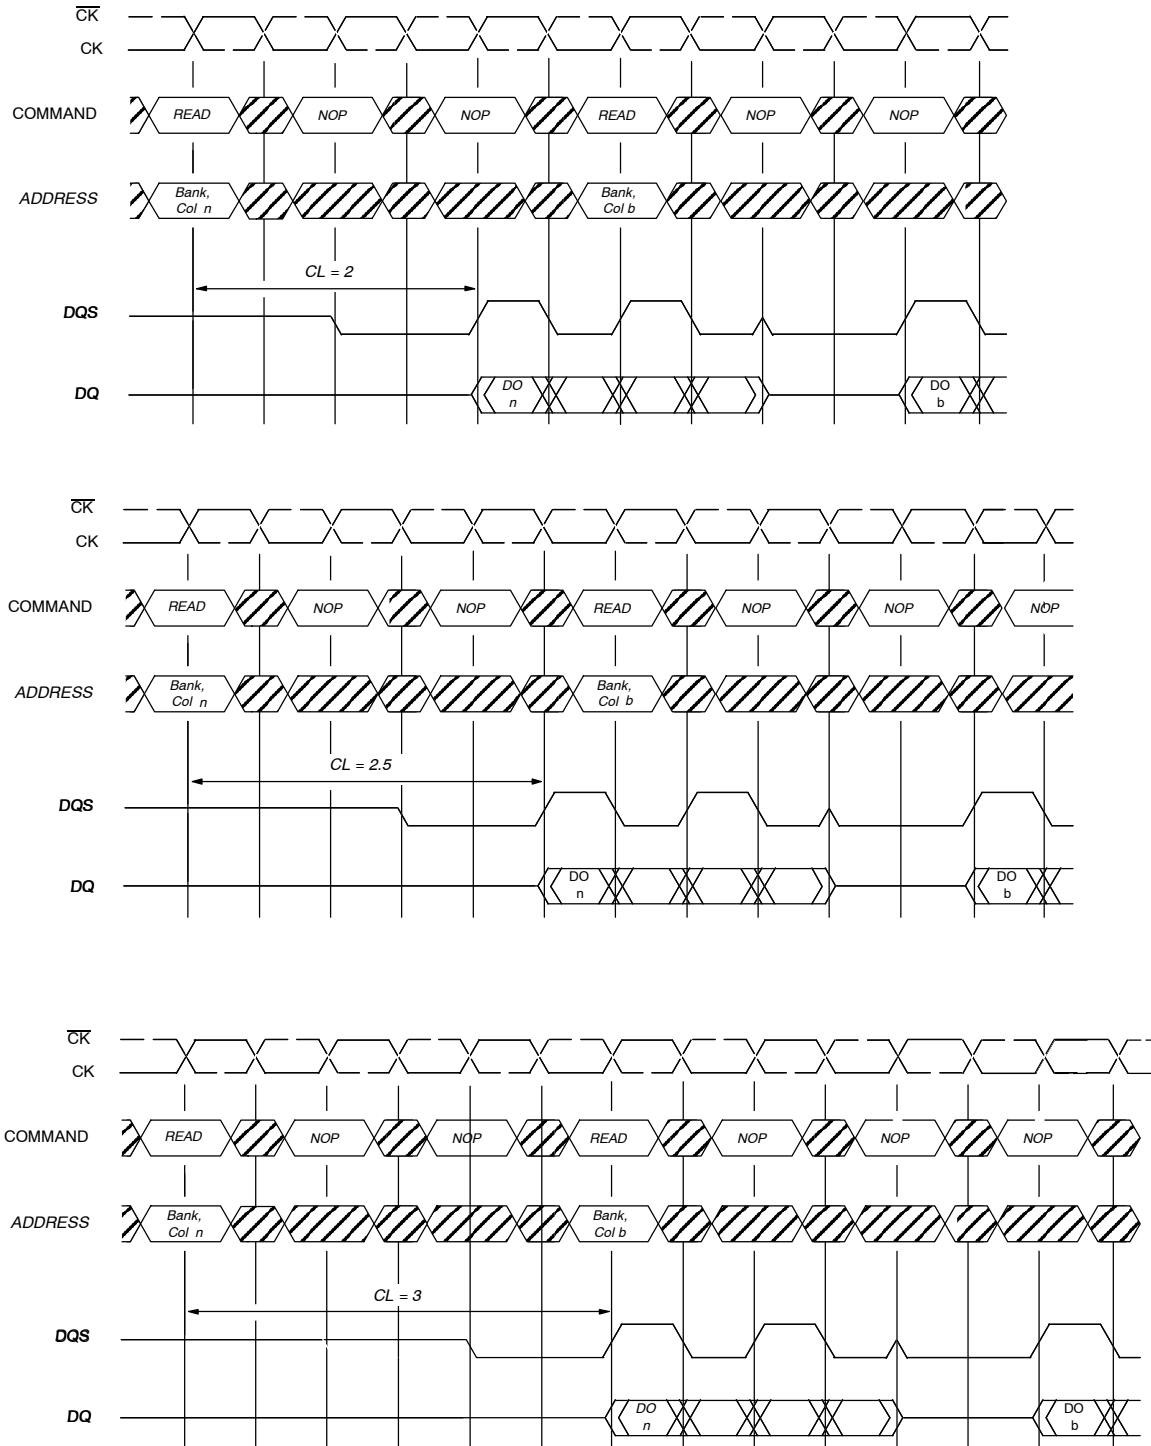 CK
CK
COMMAND READ NOP NOP READ NOP NOP
ADDRESS Bank, Col n Bank, Col b
CL = 2
DQS
DQ DO n DO b
CK
CK
COMMAND READ NOP NOP READ NOP NOP NOP
ADDRESS Bank, Col n Bank, Col b
CL = 2.5
DQS
DQ DO n DO b
CK
CK
COMMAND READ NOP NOP READ NOP NOP NOP
ADDRESS Bank, Col n Bank, Col b
CL = 3
DQS
DQ DO n DO b